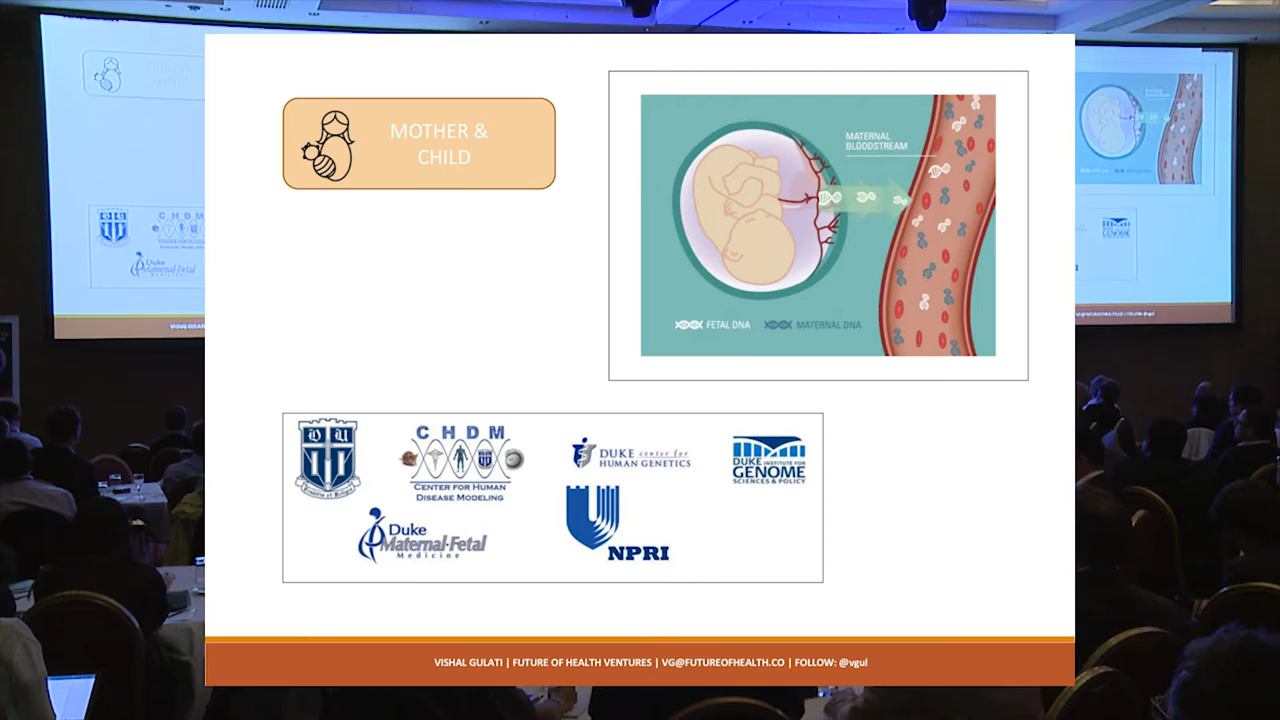 MOTHER &
CHILD
MATERNAL
BLOODSTREAM
FETAL DNA
MATERNAL DNA
C H D M
CENTER FOR HUMAN
DISEASE MODELING
DUKE center for
HUMAN GENETICS
DUKE INSTITUTE FOR
GENOME
SCIENCES & POLICY
Duke
Maternal-Fetal
Medicine
NPRI
VISHAL GULATI | FUTURE OF HEALTH VENTURES | VG@FUTUREOFHEALTH.CO | FOLLOW: @vgul